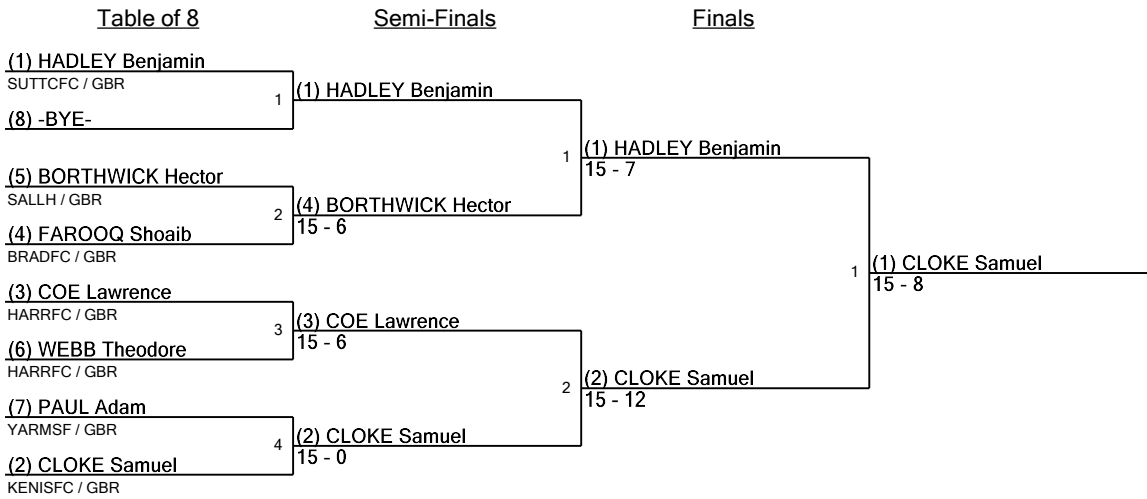 Table of 8
Semi-Finals
Finals
(1) HADLEY Benjamin
SUTTCFC / GBR
1
(8) -BYE-
(5) BORTHWICK Hector
SALLH / GBR
2
(4) FAROOQ Shoaib
BRADFC / GBR
(3) COE Lawrence
HARRFC / GBR
3
(6) WEBB Theodore
HARRFC / GBR
(7) PAUL Adam
YARMSF / GBR
4
(2) CLOKE Samuel
KENISFC / GBR
(1) HADLEY Benjamin
1
(4) BORTHWICK Hector
15 - 6
(3) COE Lawrence
15 - 6
2
(2) CLOKE Samuel
15 - 0
(1) HADLEY Benjamin
15 - 7
1
(2) CLOKE Samuel
15 - 12
(1) CLOKE Samuel
15 - 8